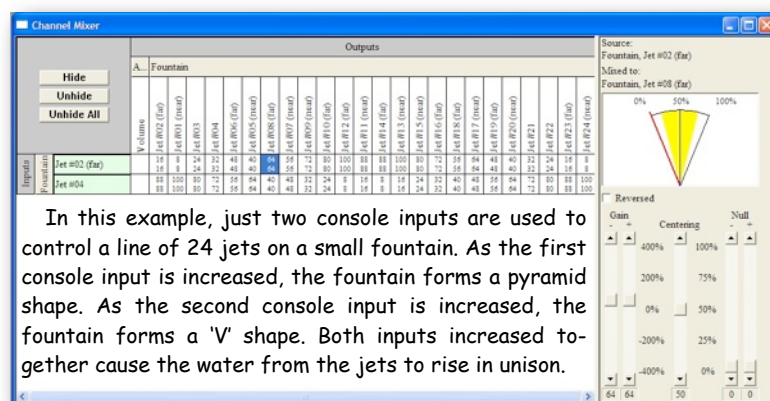 Channel Mixer
Hide
Unhide
Unhide All
Outputs
A... Fountain
Volume
Jet #02 (far)
Jet #01 (near)
Jet #03
Jet #04
Jet #06 (far)
Jet #05 (near)
Jet #08 (far)
Jet #07 (near)
Jet #09 (near)
Jet #10 (far)
Jet #12 (far)
Jet #11 (near)
Jet #14 (far)
Jet #13 (near)
Jet #15 (near)
Jet #16 (far)
Jet #18 (far)
Jet #17 (near)
Jet #21
Jet #22
Jet #23 (far)
Jet #24 (near)
Inputs
Fountain
Jet #02 (far)
16 8 24 32 48 40 64 56 72 80 100 88 88 100 80 72 56 64 48 40 32 24 16 8
16 8 24 32 48 40 64 56 72 80 100 88 88 100 80 72 56 64 48 40 32 24 16 8
Jet #04
In this example, just two console inputs are used to
control a line of 24 jets on a small fountain. As the first
console input is increased, the fountain forms a pyramid
shape. As the second console input is increased, the
fountain forms a ‘V’ shape. Both inputs increased to-
gether cause the water from the jets to rise in unison.
Source:
Fountain, Jet #02 (far)
Mixed to:
Fountain, Jet #08 (far)
0% 50% 100%
Reversed
Gain Null
- + Centering - +
400% 100%
200% 75%
0% 50%
-200% 25%
-400% 0%
64 64 50 0 0